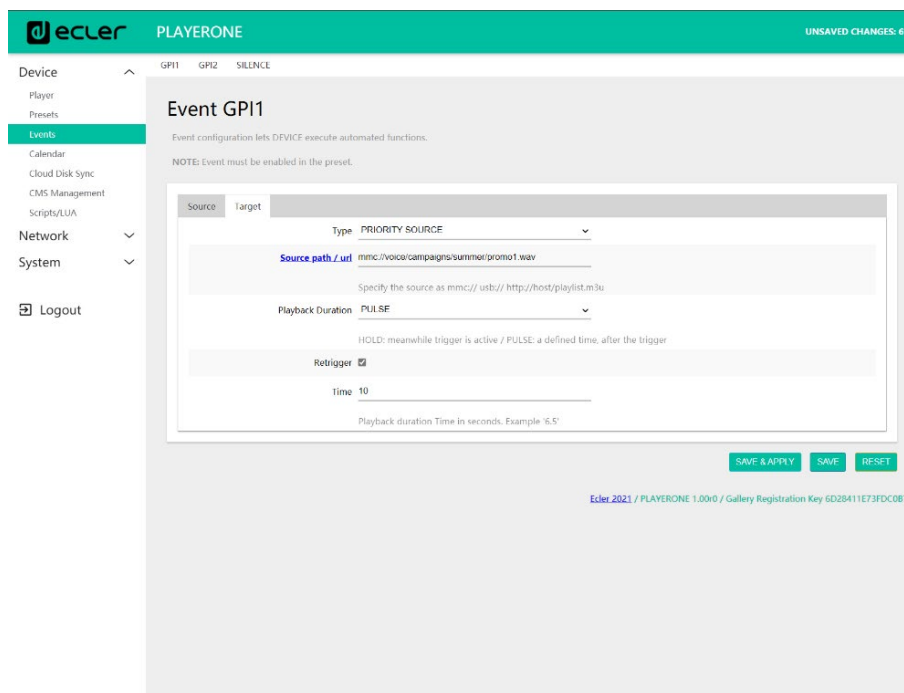 ecler PLAYERONE UNSAVED CHANGES: 6
GPI1 GPI2 SILENCE
Device
Player
Presets
Events
Calendar
Cloud Disk Sync
CMS Management
Scripts/LUA
Network
System
Logout
Event GPI1
Event configuration lets DEVICE execute automated functions.
NOTE: Event must be enabled in the preset.
Source Target
Type PRIORITY SOURCE
Source path / url mmc://voice/campaigns/summer/promo1.wav
Specify the source as mmc:// usb:// http://host/playlist.m3u
Playback Duration PULSE
HOLD: meanwhile trigger is active / PULSE: a defined time, after the trigger
Retrigger
Time 10
Playback duration Time in seconds. Example '6.5'
SAVE & APPLY SAVE RESET
Ecler 2021 / PLAYERONE 1.00r0 / Gallery Registration Key 6D28411E73FDC0B